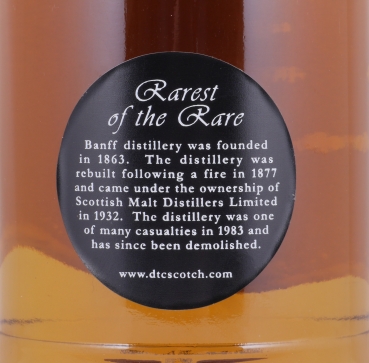 Rarest
of the Rare
Banff distillery was founded
in 1863. The distillery was
rebuilt following a fire in 1877
and came under the ownership of
Scottish Malt Distillers Limited
in 1932. The distillery was one
of many casualties in 1983 and
has since been demolished.
www.dtcscotch.com